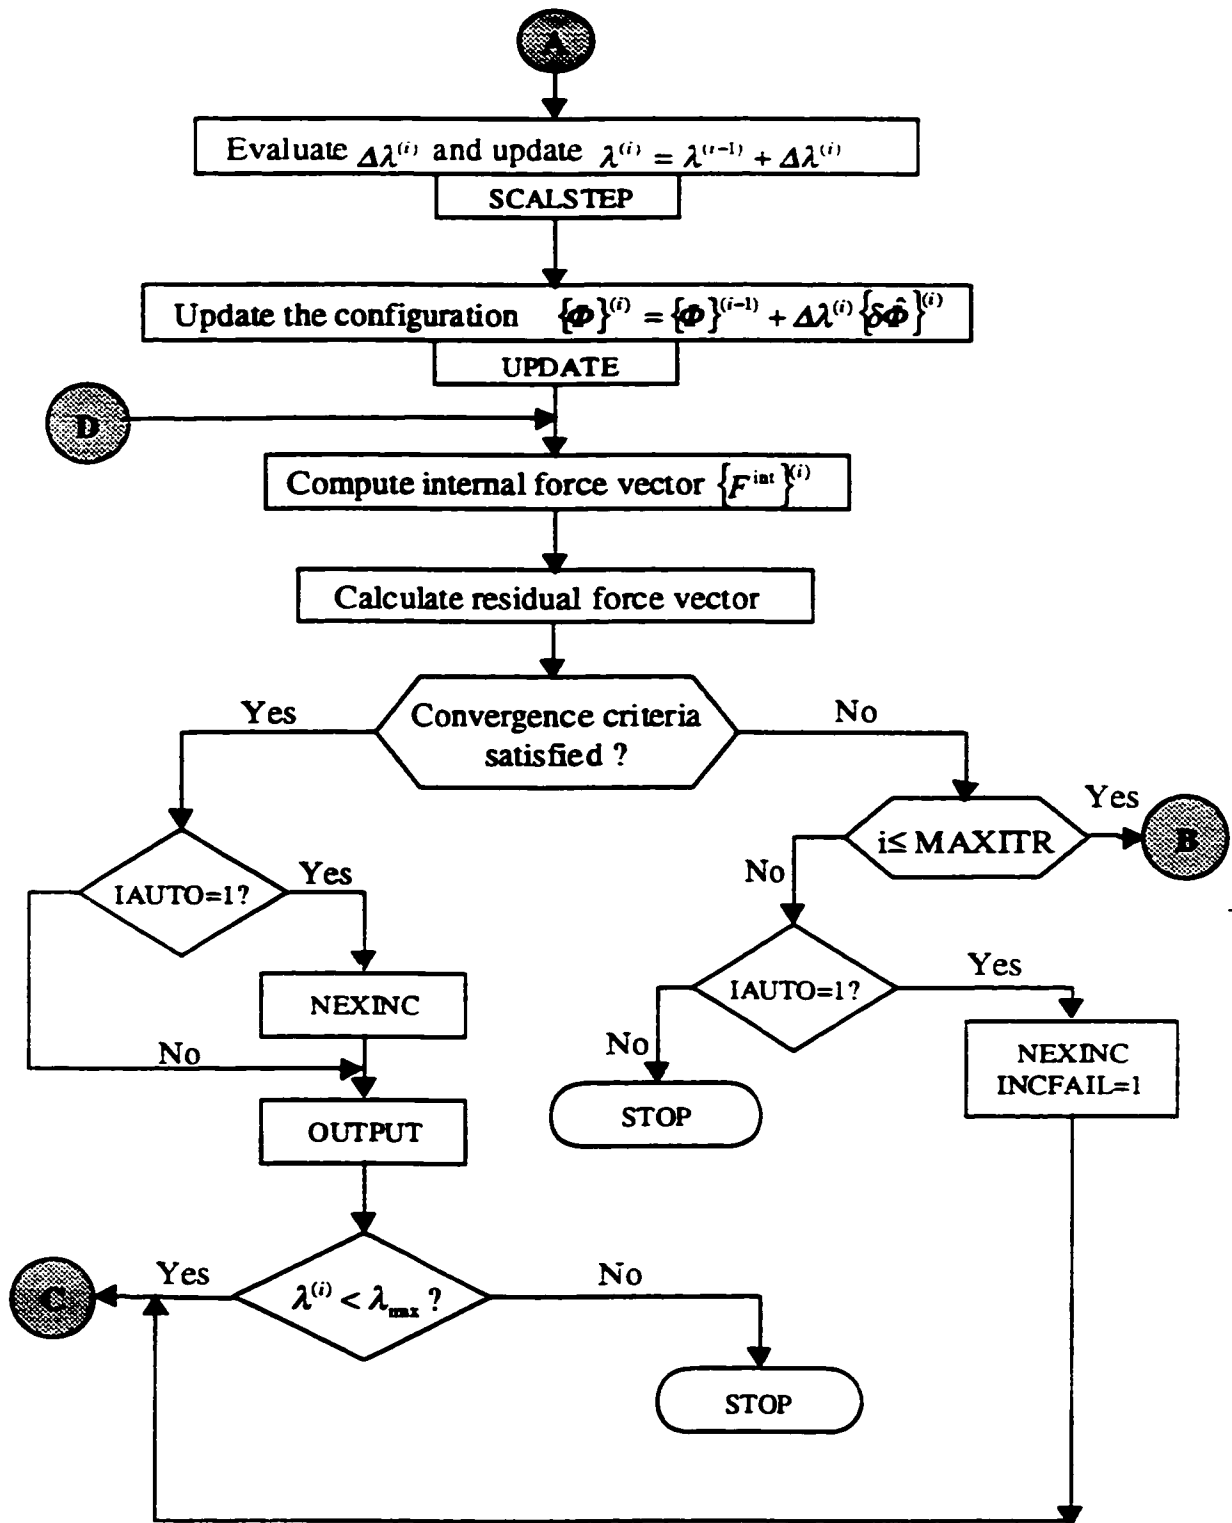 A
Evaluate Δλ⁽ⁱ⁾ and update λ⁽ⁱ⁾ = λ⁽ⁱ⁻¹⁾ + Δλ⁽ⁱ⁾
SCALSTEP
Update the configuration {Φ}⁽ⁱ⁾ = {Φ}⁽ⁱ⁻¹⁾ + Δλ⁽ⁱ⁾ {δΦ̂}⁽ⁱ⁾
UPDATE
D
Compute internal force vector {F^int}⁽ⁱ⁾
Calculate residual force vector
Yes
Convergence criteria
satisfied ?
No
i≤ MAXITR
Yes
B
No
IAUTO=1?
Yes
NEXINC
No
OUTPUT
IAUTO=1?
Yes
No
STOP
NEXINC
INCFAIL=1
C
Yes
λ⁽ⁱ⁾ < λmax ?
No
STOP